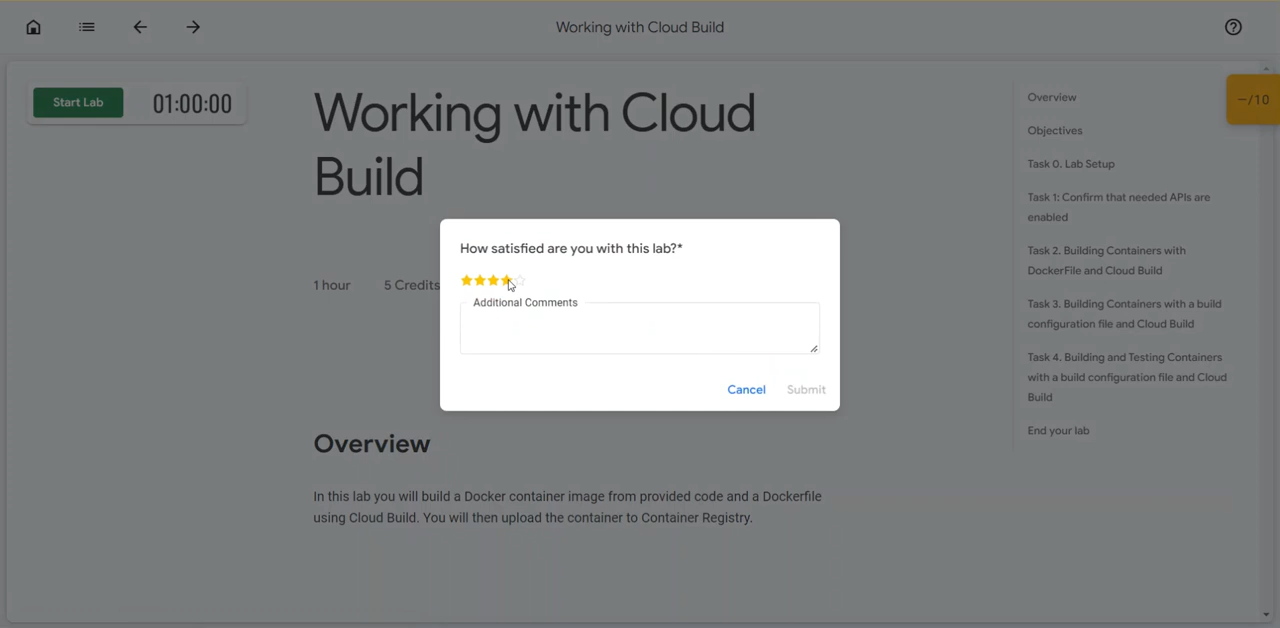 Working with Cloud Build
Start Lab
01:00:00
Working with Cloud
Build
1 hour
5 Credits
Overview
In this lab you will build a Docker container image from provided code and a Dockerfile
using Cloud Build. You will then upload the container to Container Registry.
How satisfied are you with this lab?*
Additional Comments
Cancel
Submit
Overview
Objectives
Task 0. Lab Setup
Task 1: Confirm that needed APIs are
enabled
Task 2. Building Containers with
DockerFile and Cloud Build
Task 3. Building Containers with a build
configuration file and Cloud Build
Task 4. Building and Testing Containers
with a build configuration file and Cloud
Build
End your lab
–/10